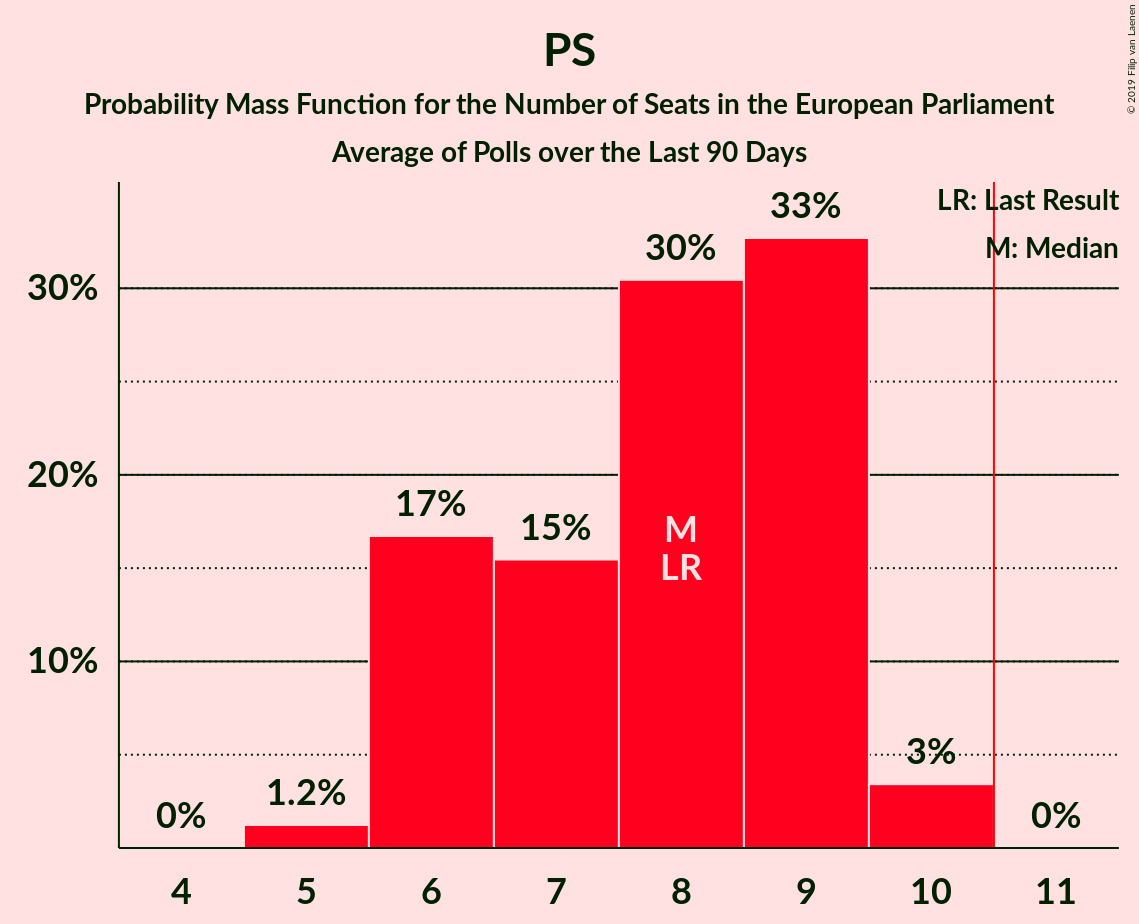 PS
Probability Mass Function for the Number of Seats in the European Parliament
Average of Polls over the Last 90 Days
© 2019 Filip van Laenen
LR: Last Result
M: Median
33%
30%
30%
20%
17%
15%
M
LR
10%
3%
1.2%
0%
0%
4 5 6 7 8 9 10 11